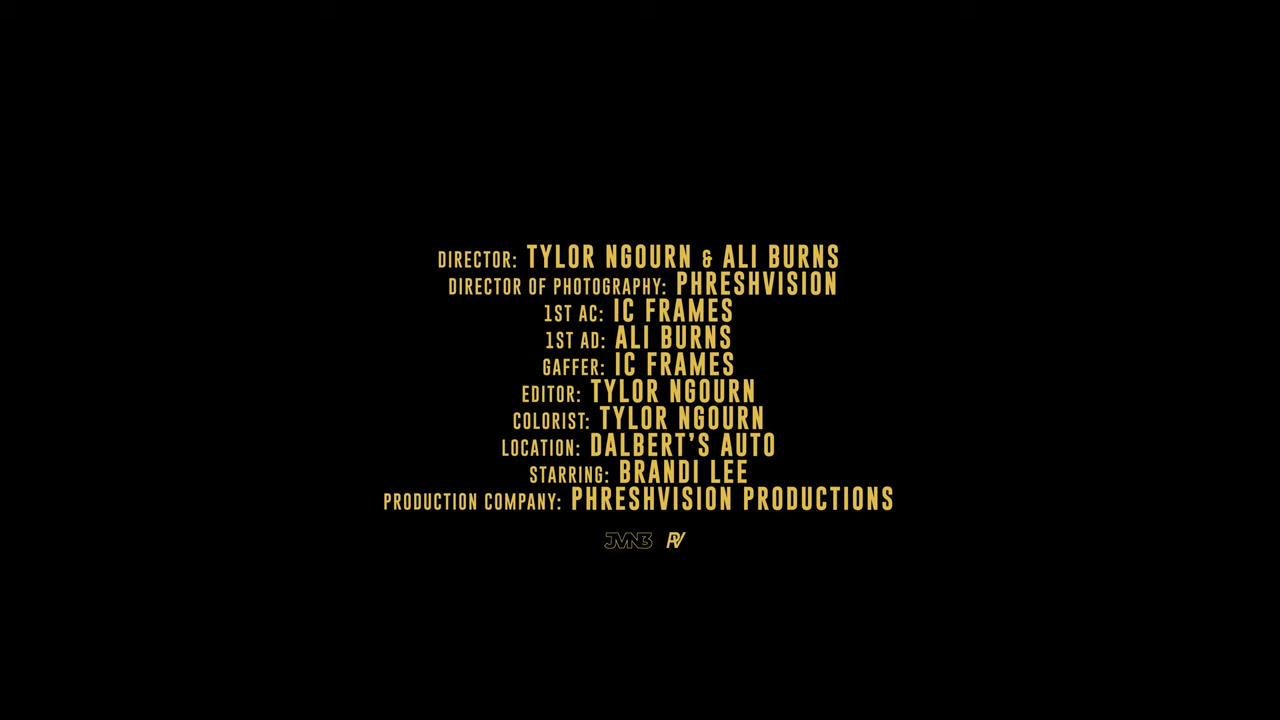 DIRECTOR: TYLOR NGOURN & ALI BURNS
DIRECTOR OF PHOTOGRAPHY: PHRESHVISION
1ST AC: IC FRAMES
1ST AD: ALI BURNS
GAFFER: IC FRAMES
EDITOR: TYLOR NGOURN
COLORIST: TYLOR NGOURN
LOCATION: DALBERT'S AUTO
STARRING: BRANDI LEE
PRODUCTION COMPANY: PHRESHVISION PRODUCTIONS
PV